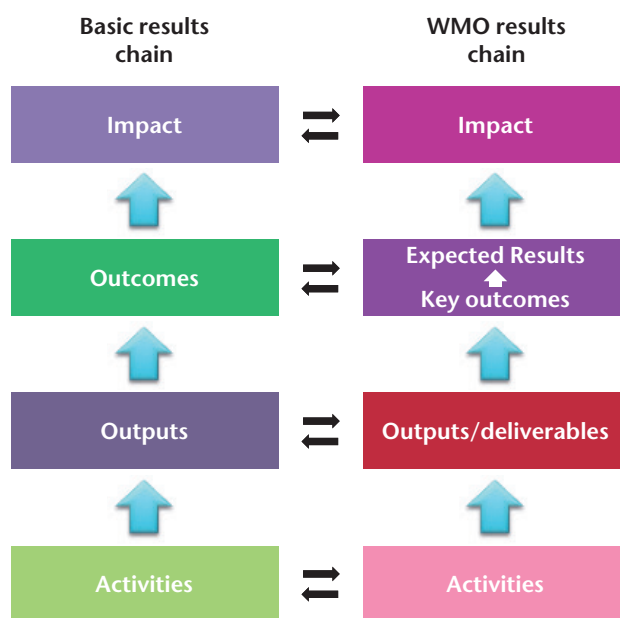 Basic results
chain
WMO results
chain
Impact
Impact
Outcomes
Expected Results
Key outcomes
Outputs
Outputs/deliverables
Activities
Activities